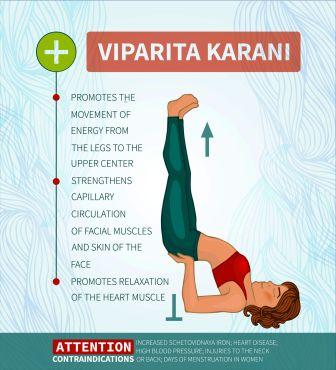 VIPARITA KARANI
PROMOTES THE
MOVEMENT OF
ENERGY FROM
THE LEGS TO THE
UPPER CENTER
STRENGTHENS
CAPILLARY
CIRCULATION
OF FACIAL MUSCLES
AND SKIN OF THE
FACE
PROMOTES RELAXATION
OF THE HEART MUSCLE
ATTENTION
CONTRAINDICATIONS
INCREASED SCHETOVIDNAYA IRON; HEART DISEASE;
HIGH BLOOD PRESSURE; INJURIES TO THE NECK
OR BACK; DAYS OF MENSTRUATION IN WOMEN